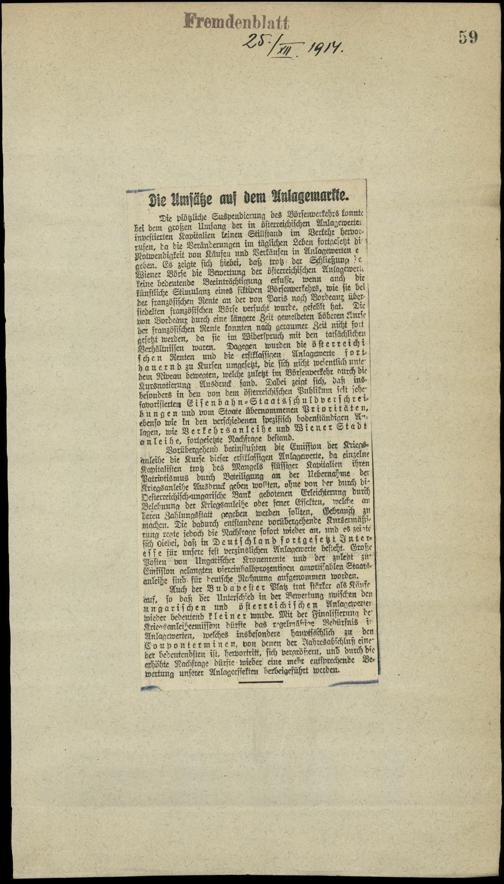 Fremdenblatt
59
25./XII. 1914.
Die Umsätze auf dem Anlagemarkte.
Die plötzliche Suspendierung des Börsenverkehrs konnte
bei dem großen Umfang der in österreichischen Anlagewerten
investierten Kapitalien keinen Stillstand im Verkehr hervor-
rufen, da die Veränderungen im täglichen Leben fortgesetzt die
Notwendigkeit von Käufen und Verkäufen in Anlagewerten e
geben. Es zeigte sich hiebei, daß trotz der Schließung de
Wiener Börse die Bewertung der österreichischen Anlagewert
keine bedeutende Beeinträchtigung erfuhr, wenn auch die
künstliche Stimulanz eines fiktiven Börsenverkehrs, wie sie bei
der französischen Rente an der von Paris nach Bordeaux über-
siedelten französischen Börse versucht wurde, gefehlt hat. Die
von Bordeaux durch eine längere Zeit gemeldeten höheren Kurse
der französischen Rente konnten nach geraumer Zeit nicht fort
gesetzt werden, da sie im Widerspruch mit den tatsächlichen
Verhältnissen waren. Dagegen wurden die österreichi
schen Renten und die erstklassigen Anlagewerte fort-
dauernd zu Kursen umgesetzt, die sich nicht wesentlich unte
dem Niveau bewegten, welche zuletzt im Börsenverkehr durch die
Kursnotierung Ausdruck fand. Dabei zeigt sich, daß ins-
besonders in den von dem österreichischen Publikum seit jeher
favorisierten Eisenbahn-Staatsschuldverschrei-
bungen und vom Staate übernommenen Prioritäten,
ebenso wie in den verschiedenen spezifisch bodenständigen An-
lagen, wie Verkehrsanleihe und Wiener Stadt
anleihe, fortgesetzte Nachfrage bestand.
Vorübergehend beeinflußten die Emission der Kriegs-
anleihe die Kurse dieser erstklassigen Anlagewerte, da einzelne
Kapitalisten trotz des Mangels flüssiger Kapitalien ihren
Patriotismus durch Beteiligung an der Uebernahme der
Kriegsanleihe Ausdruck geben wollten, ohne von der durch di
Oesterreichisch-ungarische Bank gebotenen Erleichterung durch
Belehnung der Kriegsanleihe oder jener Effekten, welche an
deren Zahlungsstatt gegeben werden sollten, Gebrauch zu
machen. Die dadurch entstandene vorübergehende Kursermäßi-
gung regte jedoch die Nachfrage sofort wieder an, und es zeigte
sich hiebei, daß in Deutschland fortgesetzt Inter-
esse für unsere fest verzinslichen Anlagewerte besteht. Große
Posten von Ungarischer Kronenrente und der zuletzt zur
Emission gelangten viereinhalbprozentigen amortisablen Staats-
anleihe sind für deutsche Rechnung aufgenommen worden.
Auch der Budapester Platz trat stärker als Käufe
auf, so daß der Unterschied in der Bewertung zwischen den
ungarischen und österreichischen Anlagewerten
wieder bedeutend kleiner wurde. Mit der Finalisierung de
Kriegsanleiheemission dürfte das regelmäßige Bedürfnis i
Anlagewerten, welches insbesondere hauptsächlich zu den
Couponterminen, von denen der Jahresabschluß einer
der bedeutendsten ist, hervortritt, sich vergrößern, und durch die
erhöhte Nachfrage dürfte wieder eine mehr entsprechende Be-
wertung unserer Anlageeffekten herbeigeführt werden.